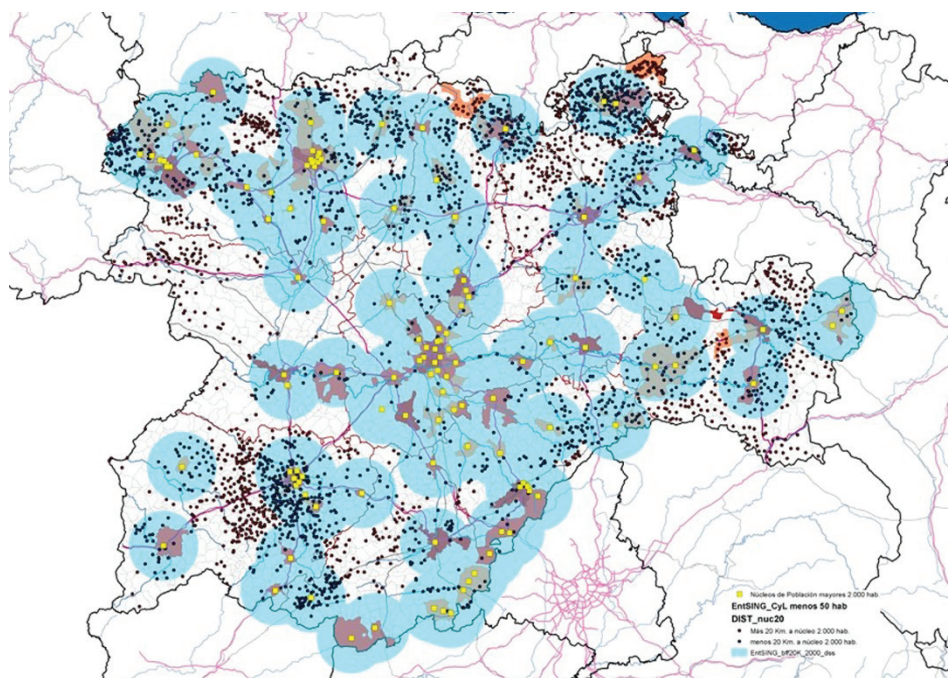 Núcleos de Población mayores 2.000 hab.
EntSING_CyL menos 50 hab
DIST_nuc20
Más 20 Km. a núcleo 2.000 hab.
menos 20 Km. a núcleo 2.000 hab.
EntSING_bff20K_2000_dss